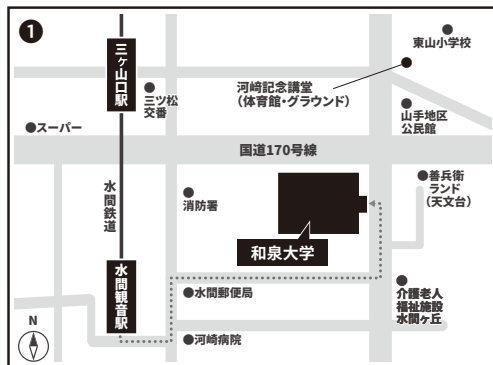 ❶
東山小学校
三ヶ山口駅
三ツ松
交番
河﨑記念講堂
（体育館・グラウンド）
山手地区
公民館
スーパー
国道170号線
善兵衛
ランド
（天文台）
水間鉄道
消防署
和泉大学
水間観音駅
水間郵便局
介護老人
福祉施設
水間ヶ丘
N
河崎病院